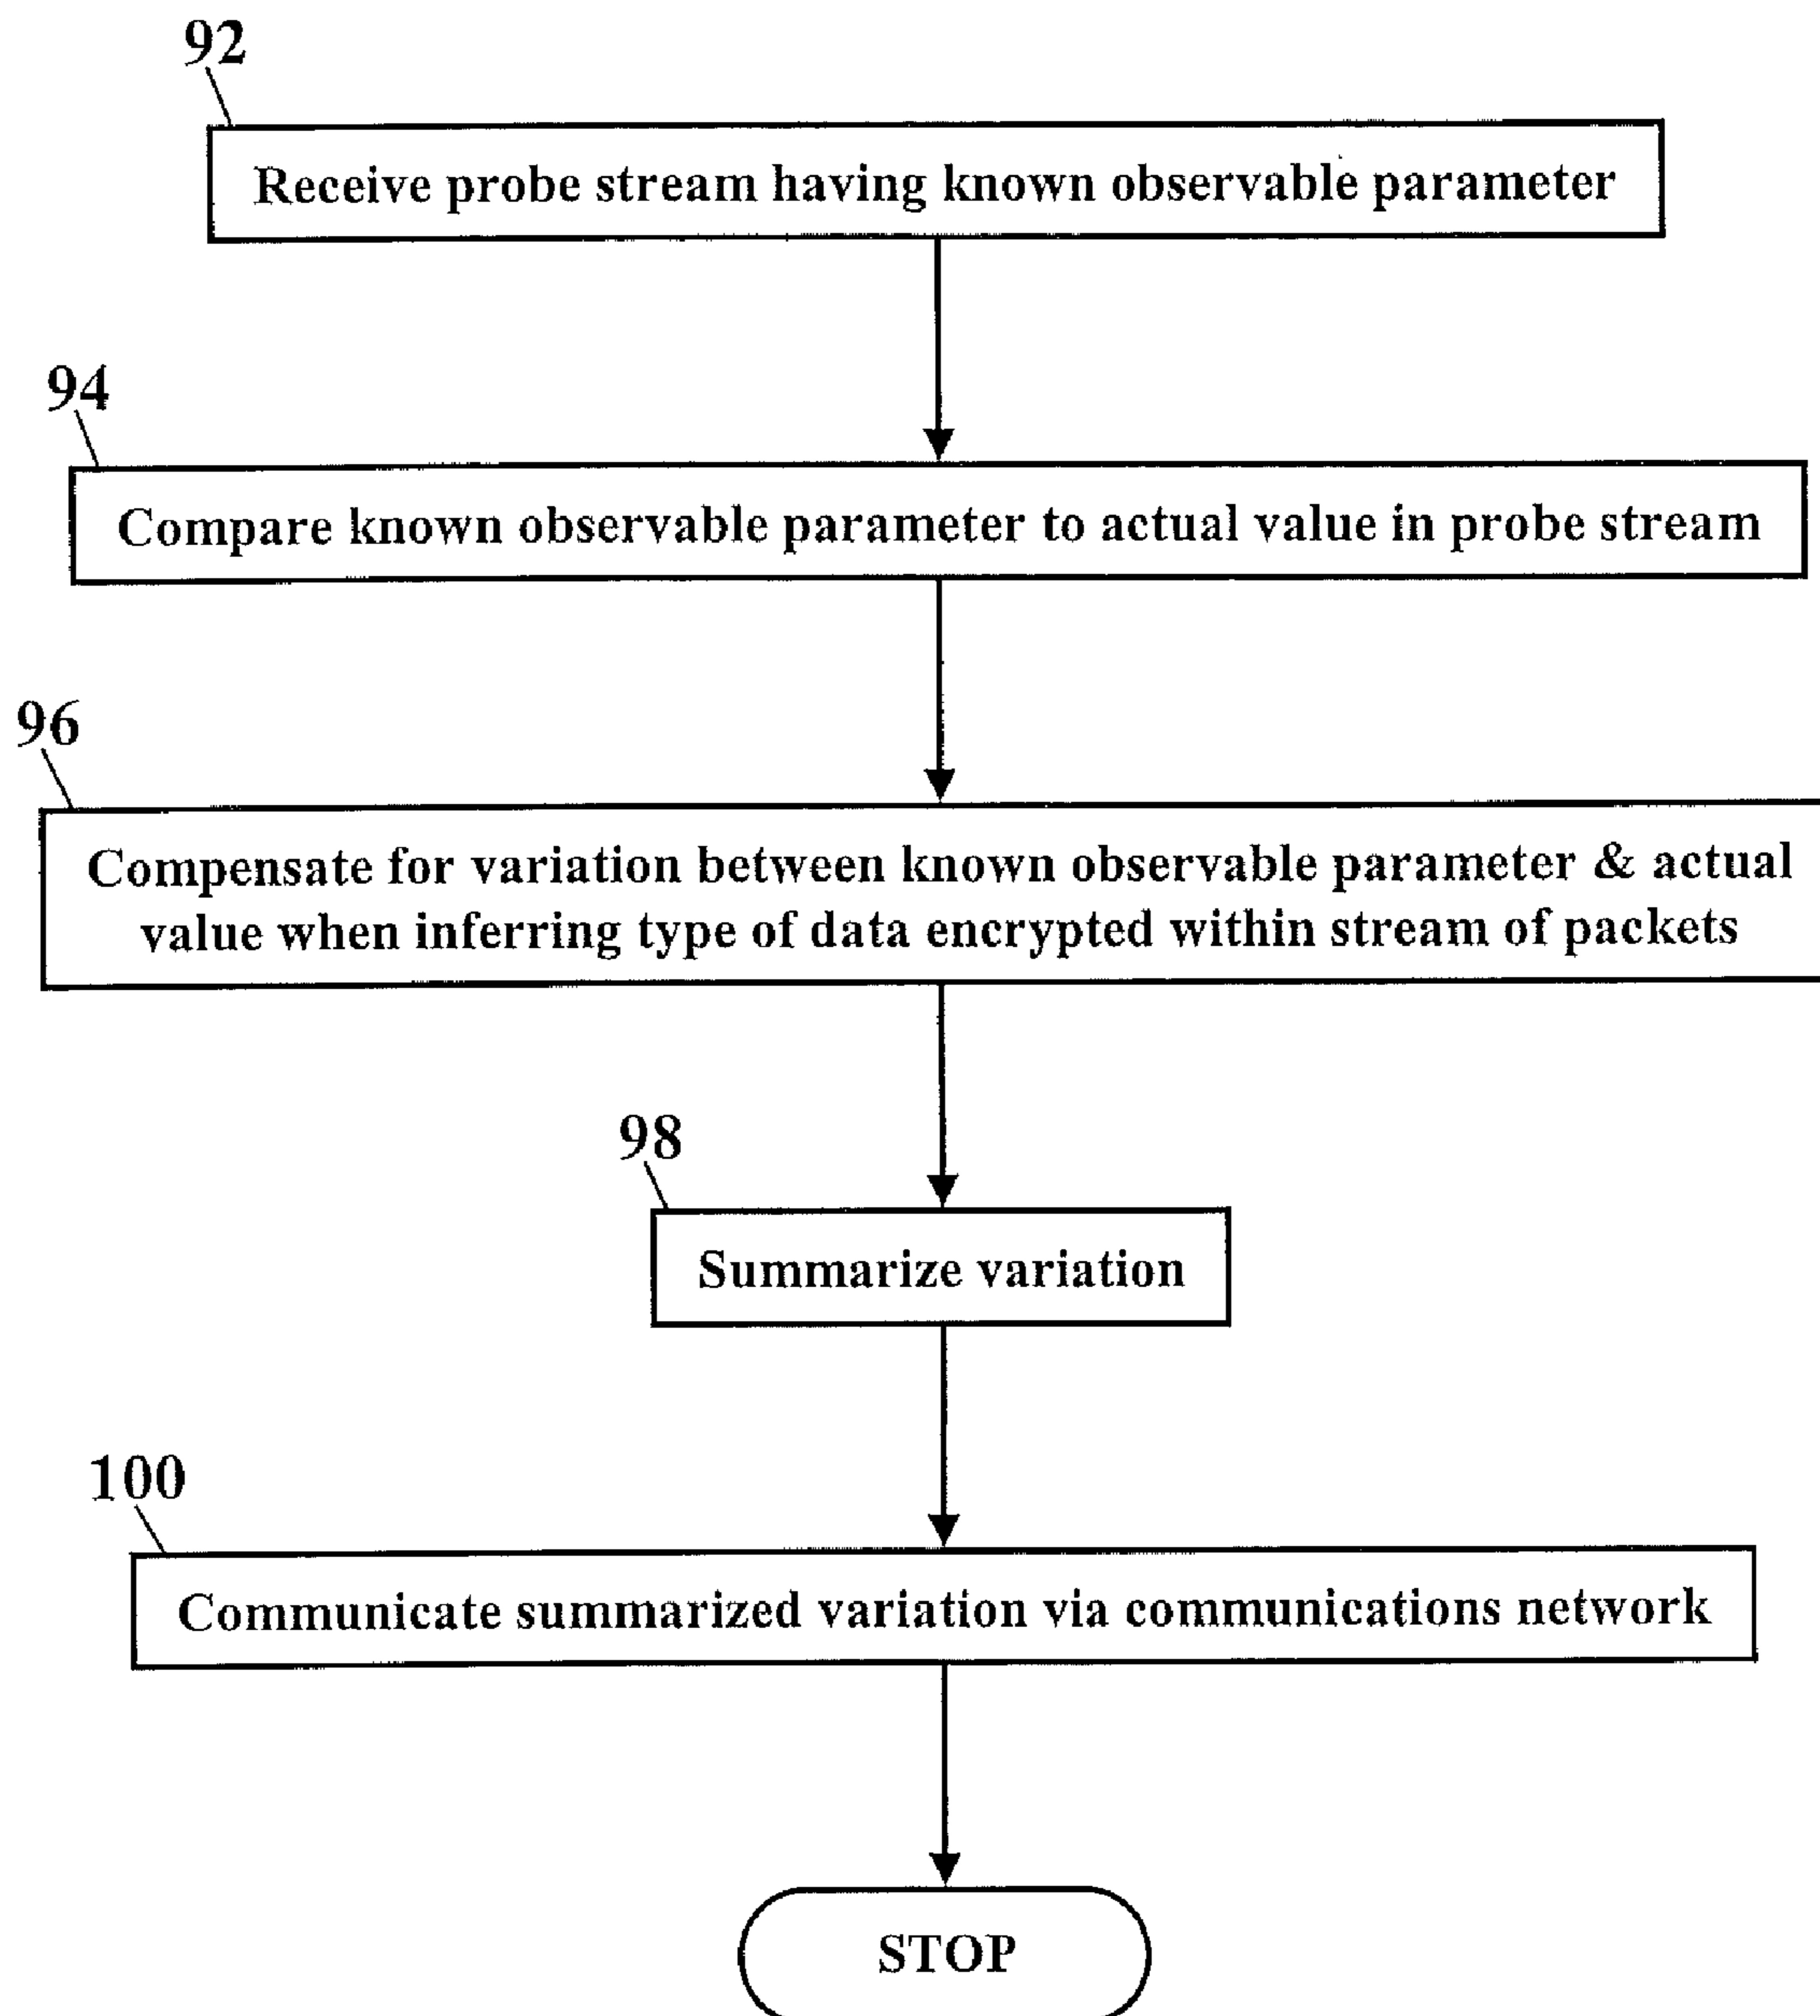 92
Receive probe stream having known observable parameter
94
Compare known observable parameter to actual value in probe stream
96
Compensate for variation between known observable parameter & actual
value when inferring type of data encrypted within stream of packets
98
Summarize variation
100
Communicate summarized variation via communications network
STOP